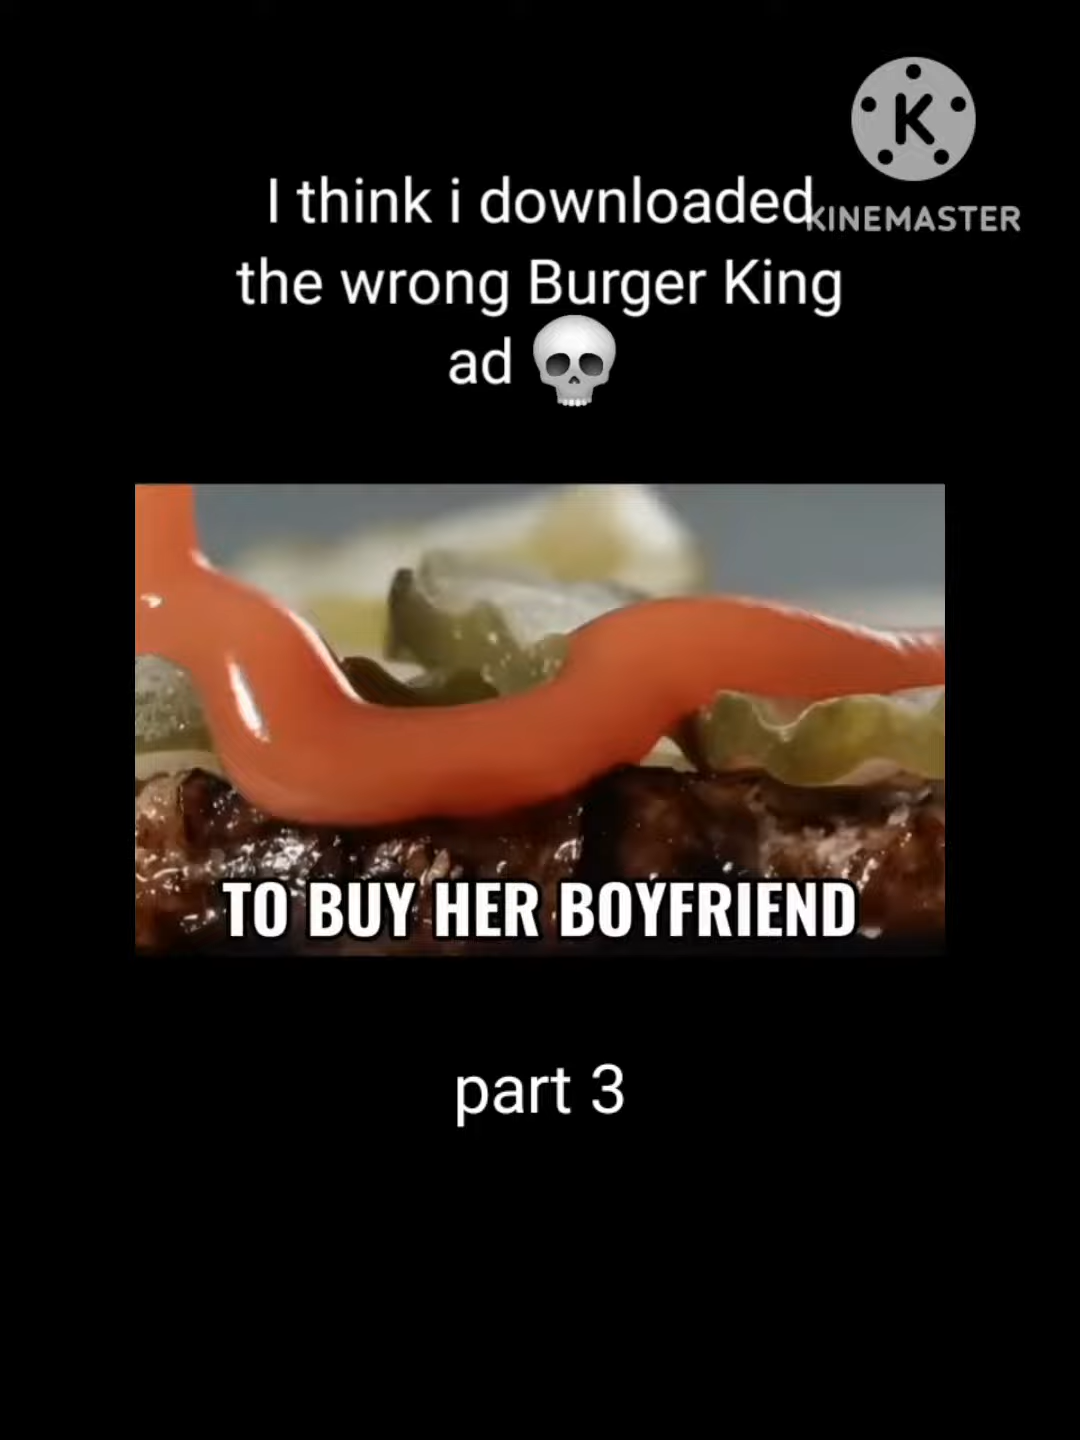 K
KINEMASTER
I think i downloaded
the wrong Burger King
ad 💀
TO BUY HER BOYFRIEND
part 3